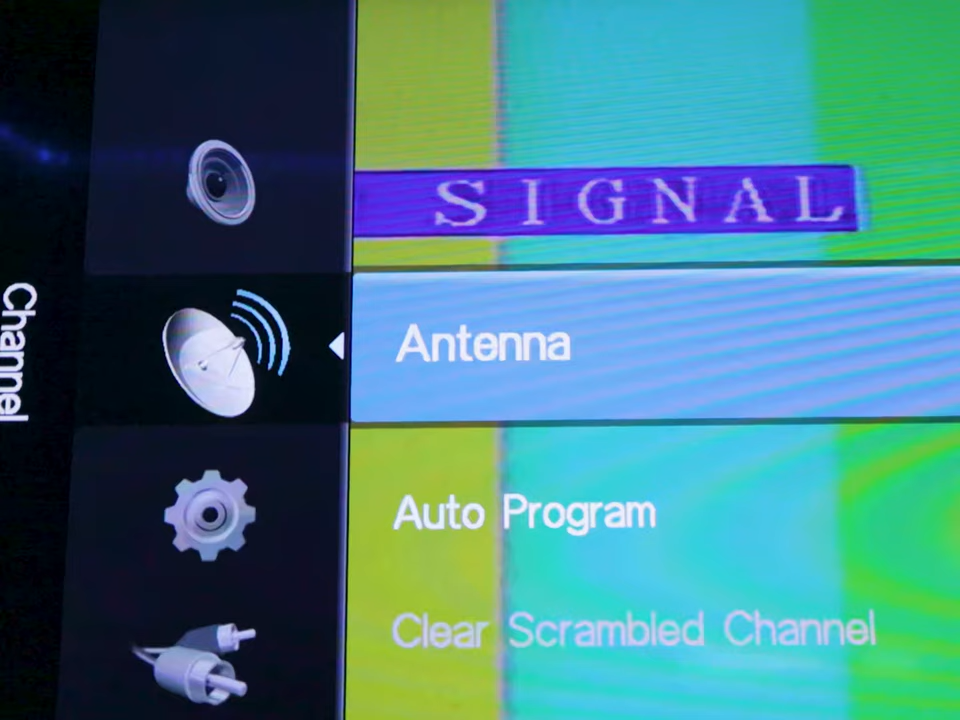 Channel
SIGNAL
Antenna
Auto Program
Clear Scrambled Channel